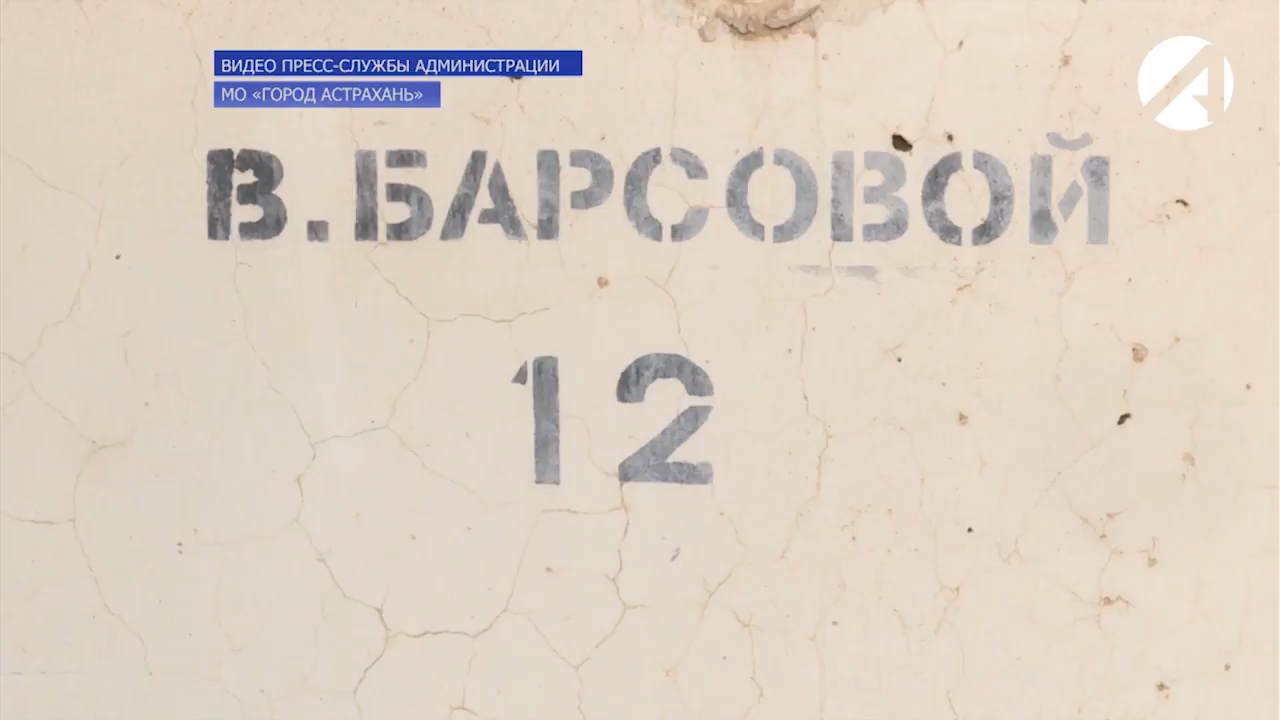 ВИДЕО ПРЕСС-СЛУЖБЫ АДМИНИСТРАЦИИ
МО «ГОРОД АСТРАХАНЬ»
В.БАРСОВОЙ
12